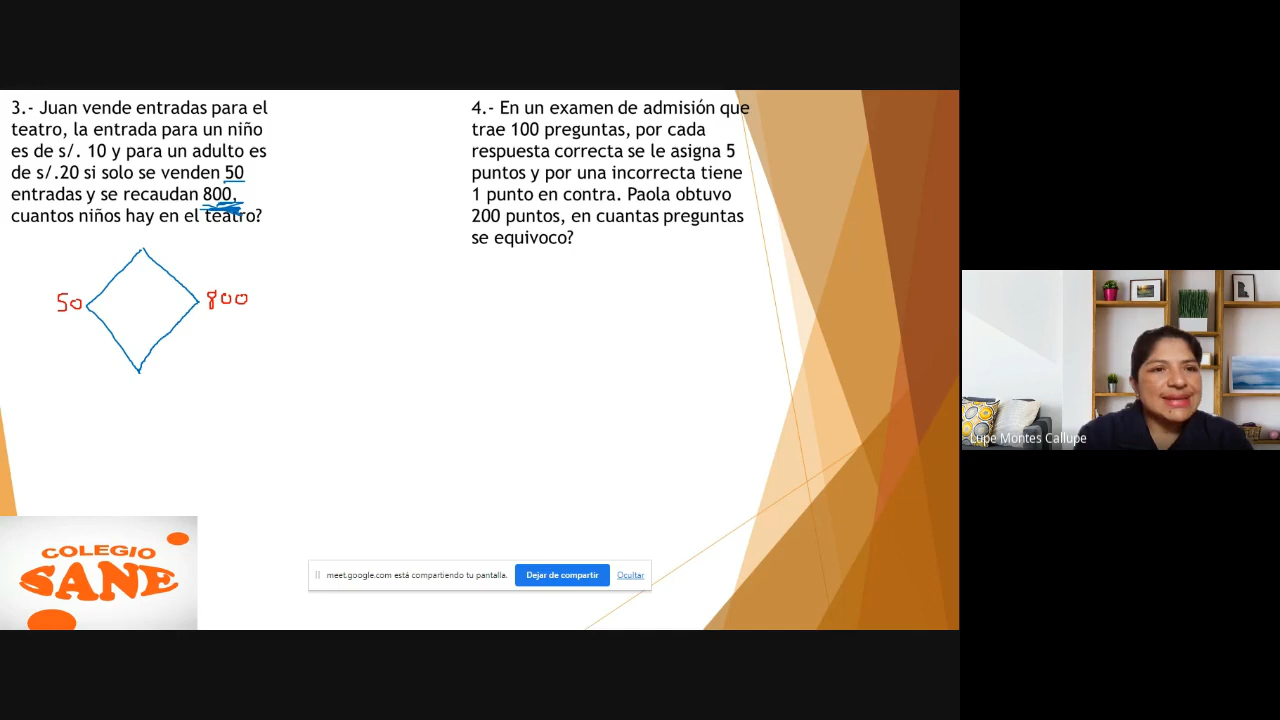 3.- Juan vende entradas para el
teatro, la entrada para un niño
es de s/. 10 y para un adulto es
de s/.20 si solo se venden 50
entradas y se recaudan 800,
cuantos niños hay en el teatro?
50
800
4.- En un examen de admisión que
trae 100 preguntas, por cada
respuesta correcta se le asigna 5
puntos y por una incorrecta tiene
1 punto en contra. Paola obtuvo
200 puntos, en cuantas preguntas
se equivoco?
COLEGIO
SANE
meet.google.com está compartiendo tu pantalla.
Dejar de compartir
Ocultar
Lupe Montes Callupe